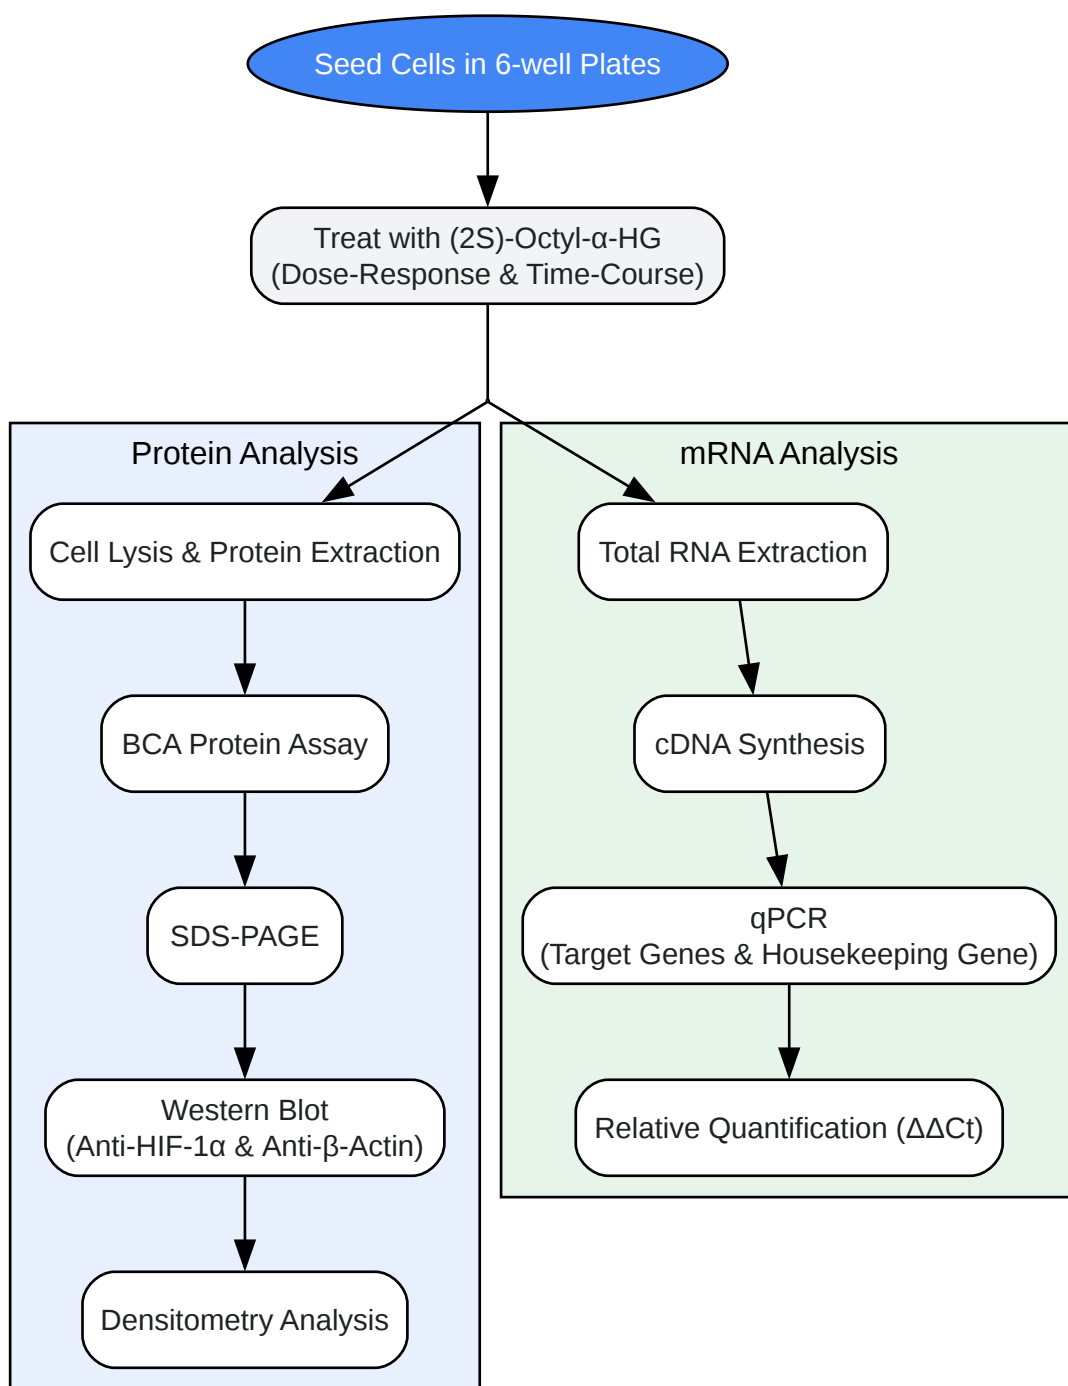 Seed Cells in 6-well Plates
Treat with (2S)-Octyl-α-HG
(Dose-Response & Time-Course)
Protein Analysis
Cell Lysis & Protein Extraction
BCA Protein Assay
SDS-PAGE
Western Blot
(Anti-HIF-1α & Anti-β-Actin)
Densitometry Analysis
mRNA Analysis
Total RNA Extraction
cDNA Synthesis
qPCR
(Target Genes & Housekeeping Gene)
Relative Quantification (ΔΔCt)